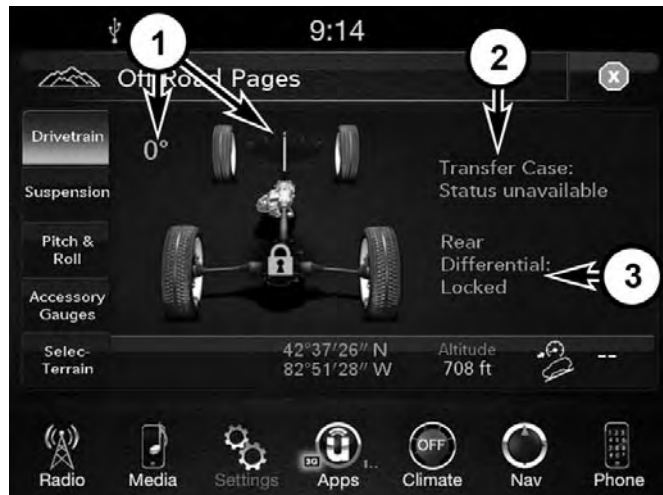 9:14
1
2
Off Road Pages
X
Drivetrain
0°
Transfer Case:
Status unavailable
Suspension
Pitch &
Roll
Rear
Differential:
Locked
3
Accessory
Gauges
Selec-
Terrain
42°37'26" N
82°51'28" W
Altitude
708 ft
--
3G
OFF
Radio
Media
Settings
Apps
Climate
Nav
Phone